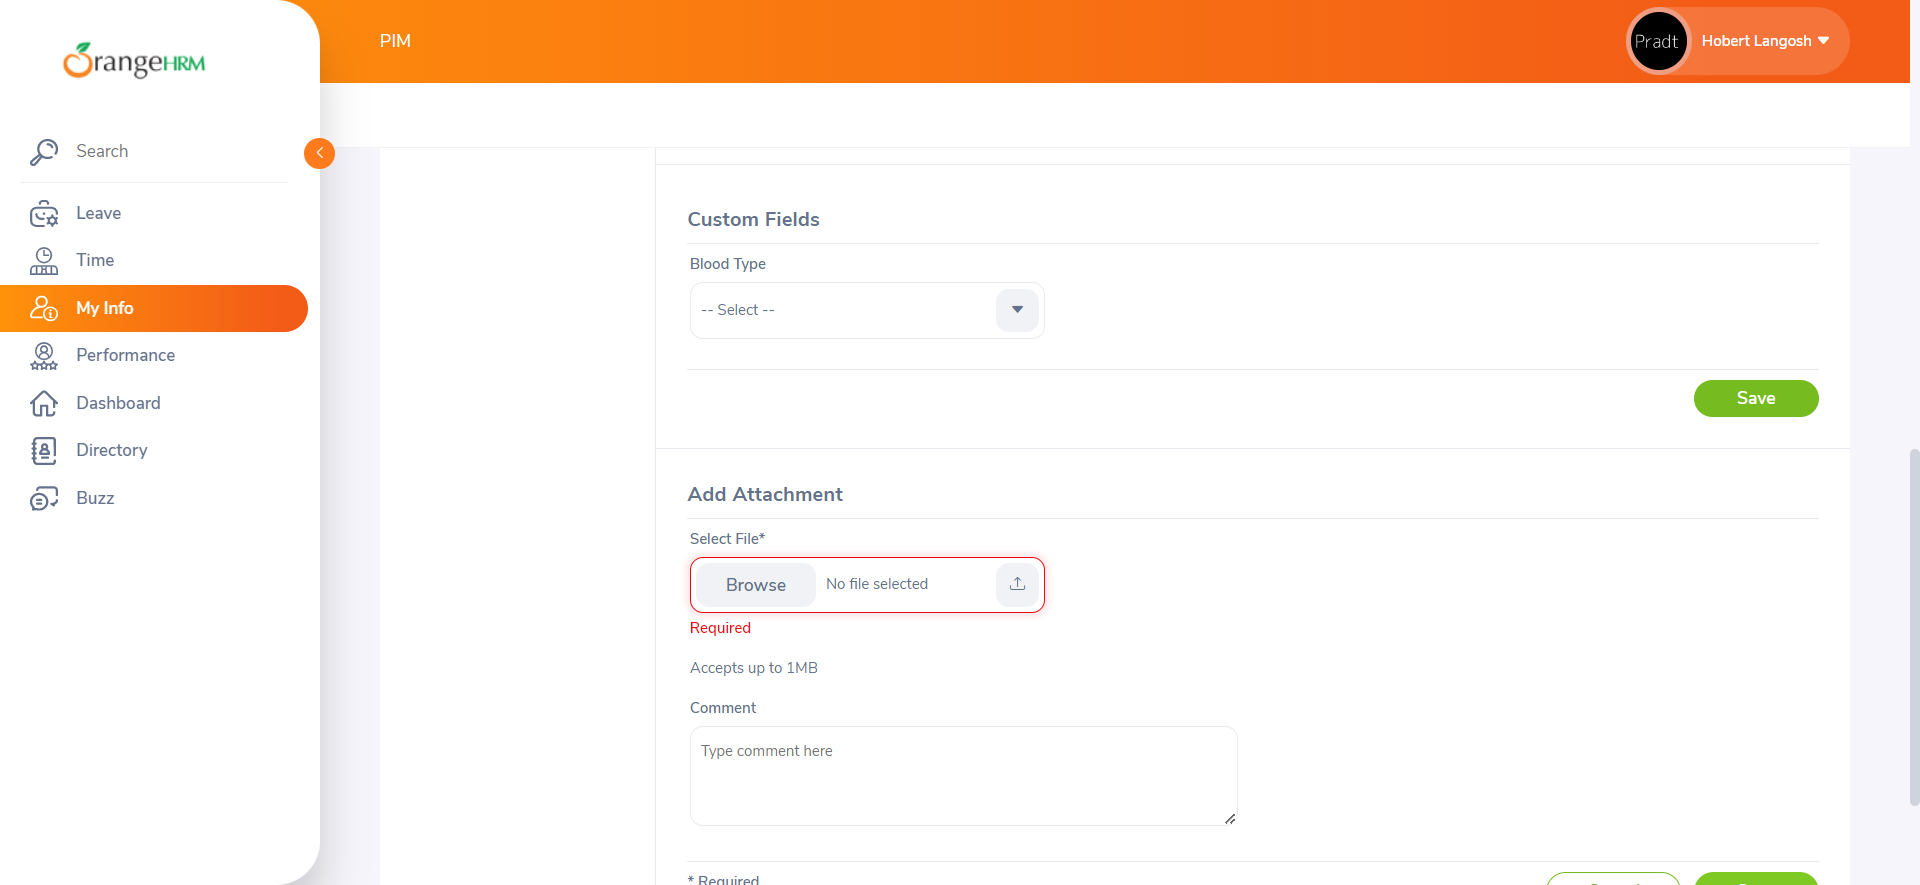 OrangeHRM
PIM
Pradt
Hobert Langosh
Search
Leave
Time
My Info
Performance
Dashboard
Directory
Buzz
Custom Fields
Blood Type
-- Select --
Save
Add Attachment
Select File*
Browse
No file selected
Required
Accepts up to 1MB
Comment
Type comment here
* Required